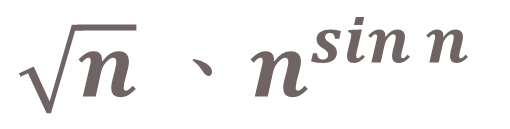 √n 、 n^{sin n}